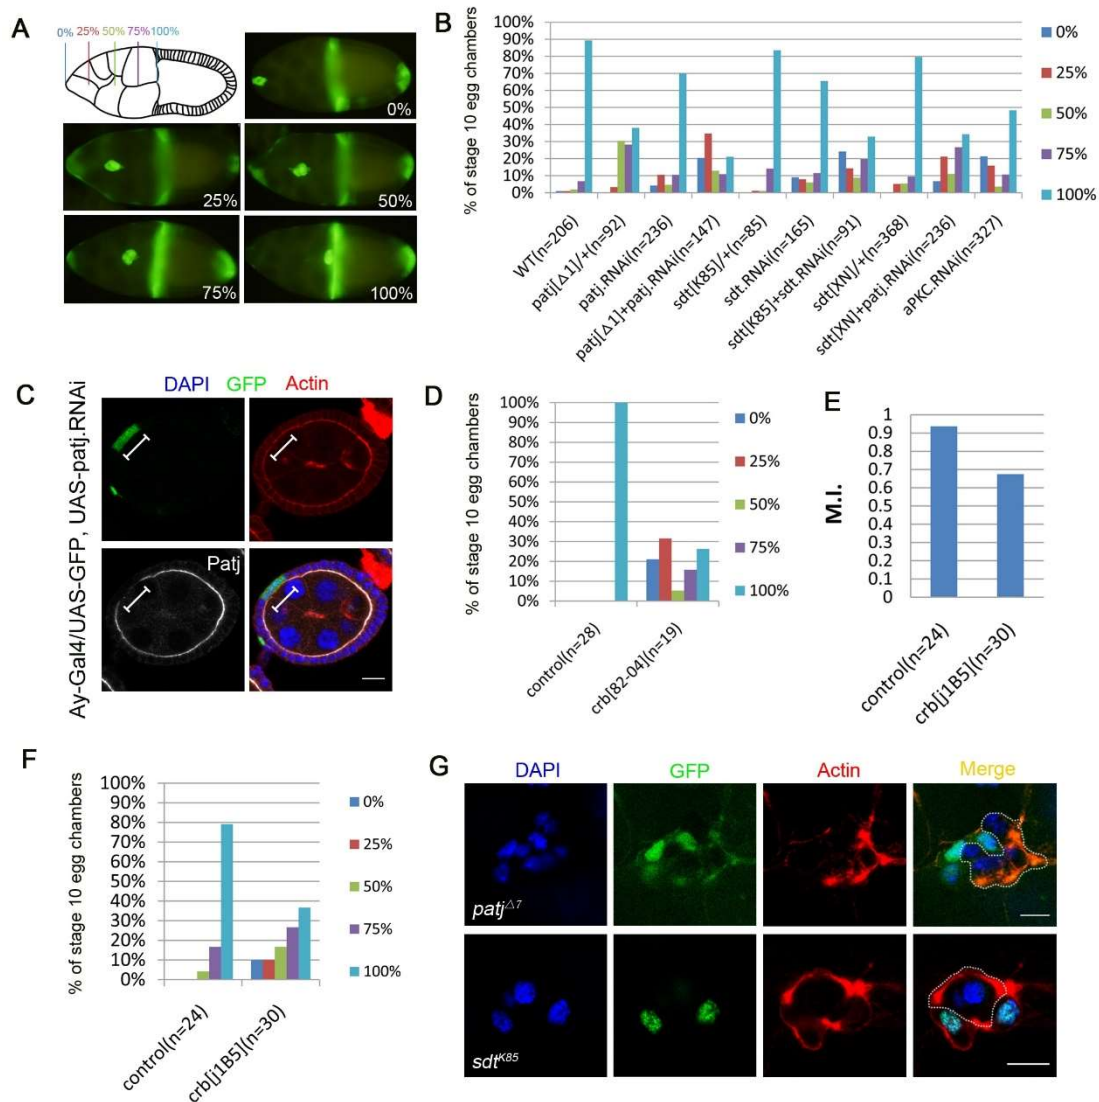 A
0% 25% 50% 75% 100%
0%
25%
50%
75%
100%
B
% of stage 10 egg chambers
100%
90%
80%
70%
60%
50%
40%
30%
20%
10%
0%
WT(n=206)
patj[Δ1]/+(n=92)
patj.RNAi(n=236)
patj[Δ1]+patj.RNAi(n=147)
sdt[K85]/+(n=85)
sdt.RNAi(n=165)
sdt[K85]+sdt.RNAi(n=91)
sdt[XN]/+(n=368)
sdt[XN]+patj.RNAi(n=236)
aPKC.RNAi(n=327)
0%
25%
50%
75%
100%
C
DAPI GFP Actin
Ay-Gal4/UAS-GFP, UAS-patj.RNAi
Patj
D
% of stage 10 egg chambers
100%
90%
80%
70%
60%
50%
40%
30%
20%
10%
0%
control(n=28)
crb[82-04](n=19)
0%
25%
50%
75%
100%
E
M.I.
1
0.9
0.8
0.7
0.6
0.5
0.4
0.3
0.2
0.1
0
control(n=24)
crb[j1B5](n=30)
F
% of stage 10 egg chambers
100%
90%
80%
70%
60%
50%
40%
30%
20%
10%
0%
control(n=24)
crb[j1B5](n=30)
0%
25%
50%
75%
100%
G
DAPI GFP Actin Merge
patj△7
sdtK85